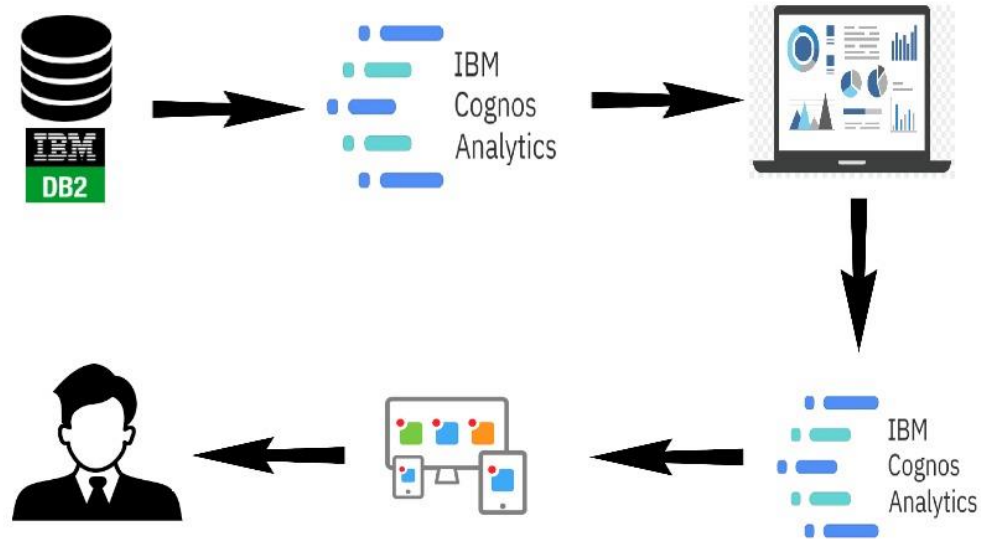 IBM
DB2
IBM
Cognos
Analytics
IBM
Cognos
Analytics